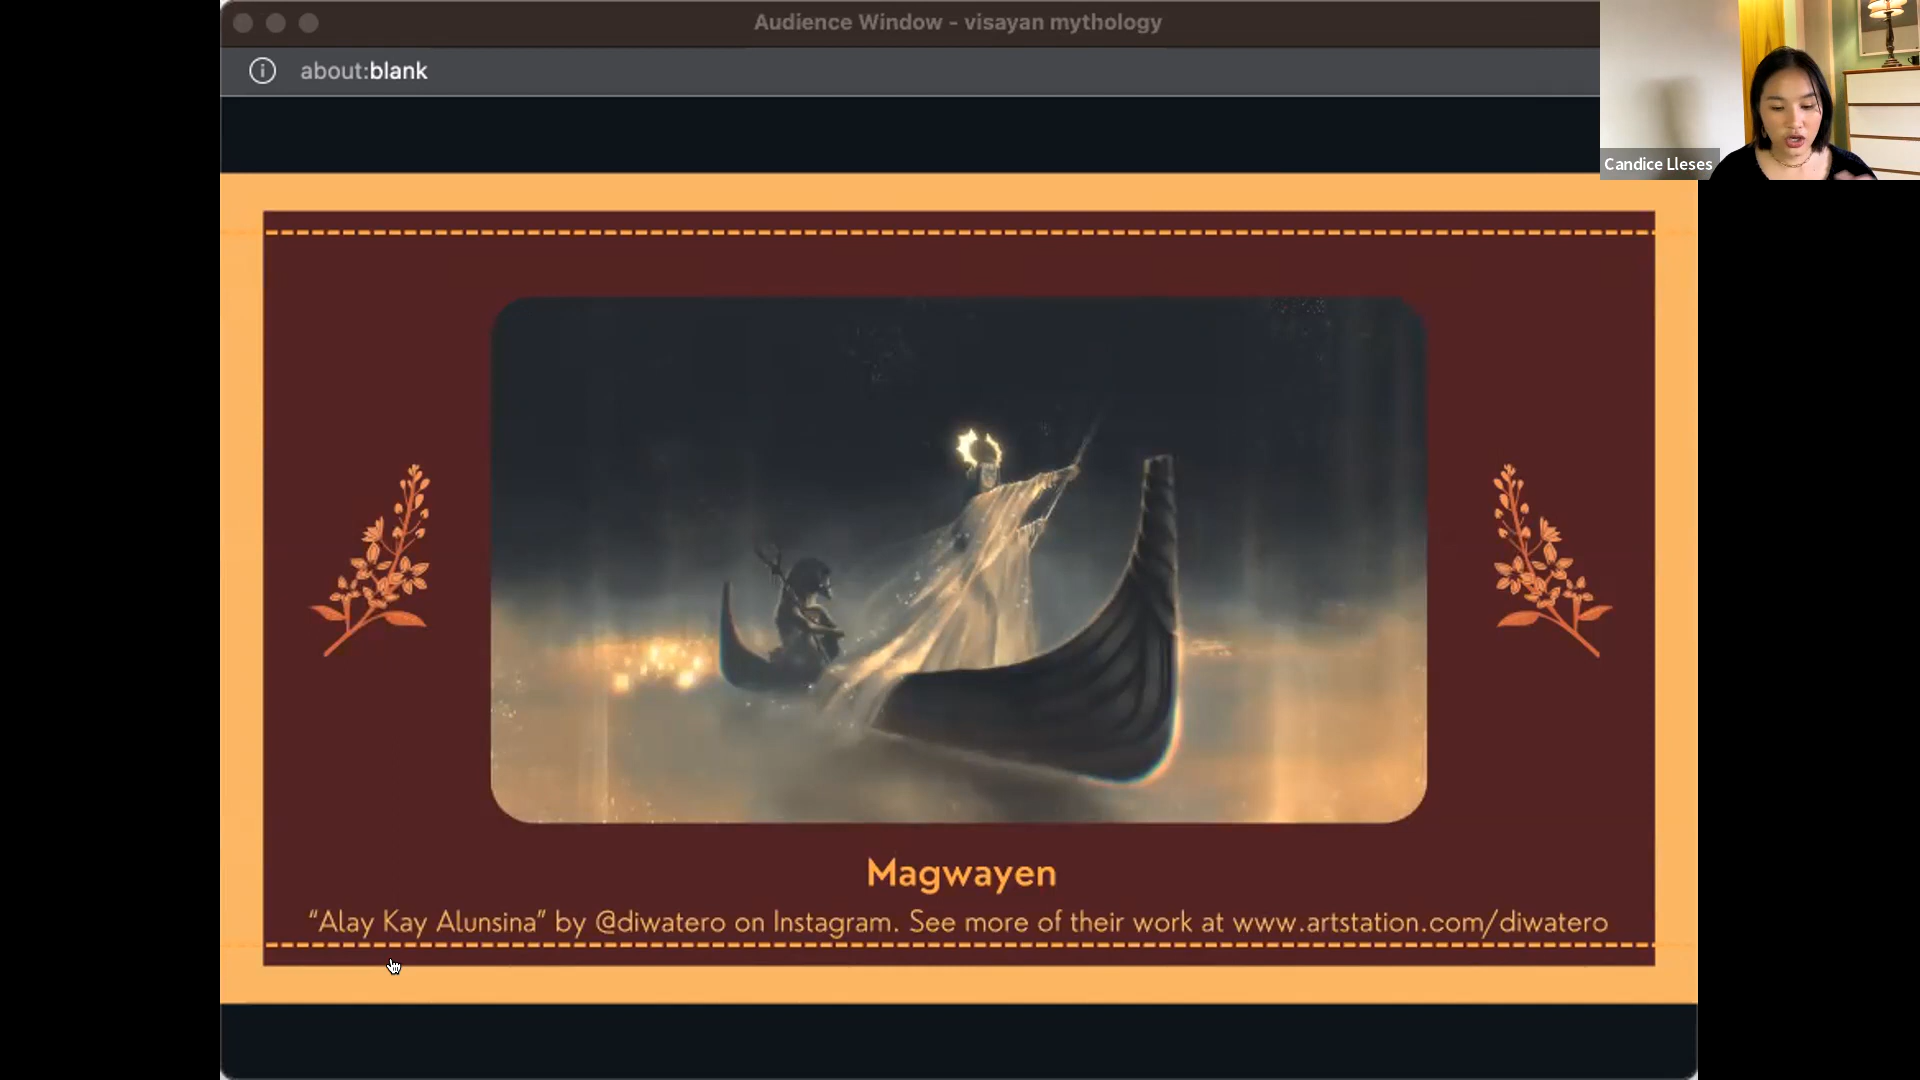 Audience Window - visayan mythology
about:blank
Candice Lleses
Magwayen
“Alay Kay Alunsina” by @diwatero on Instagram. See more of their work at www.artstation.com/diwatero